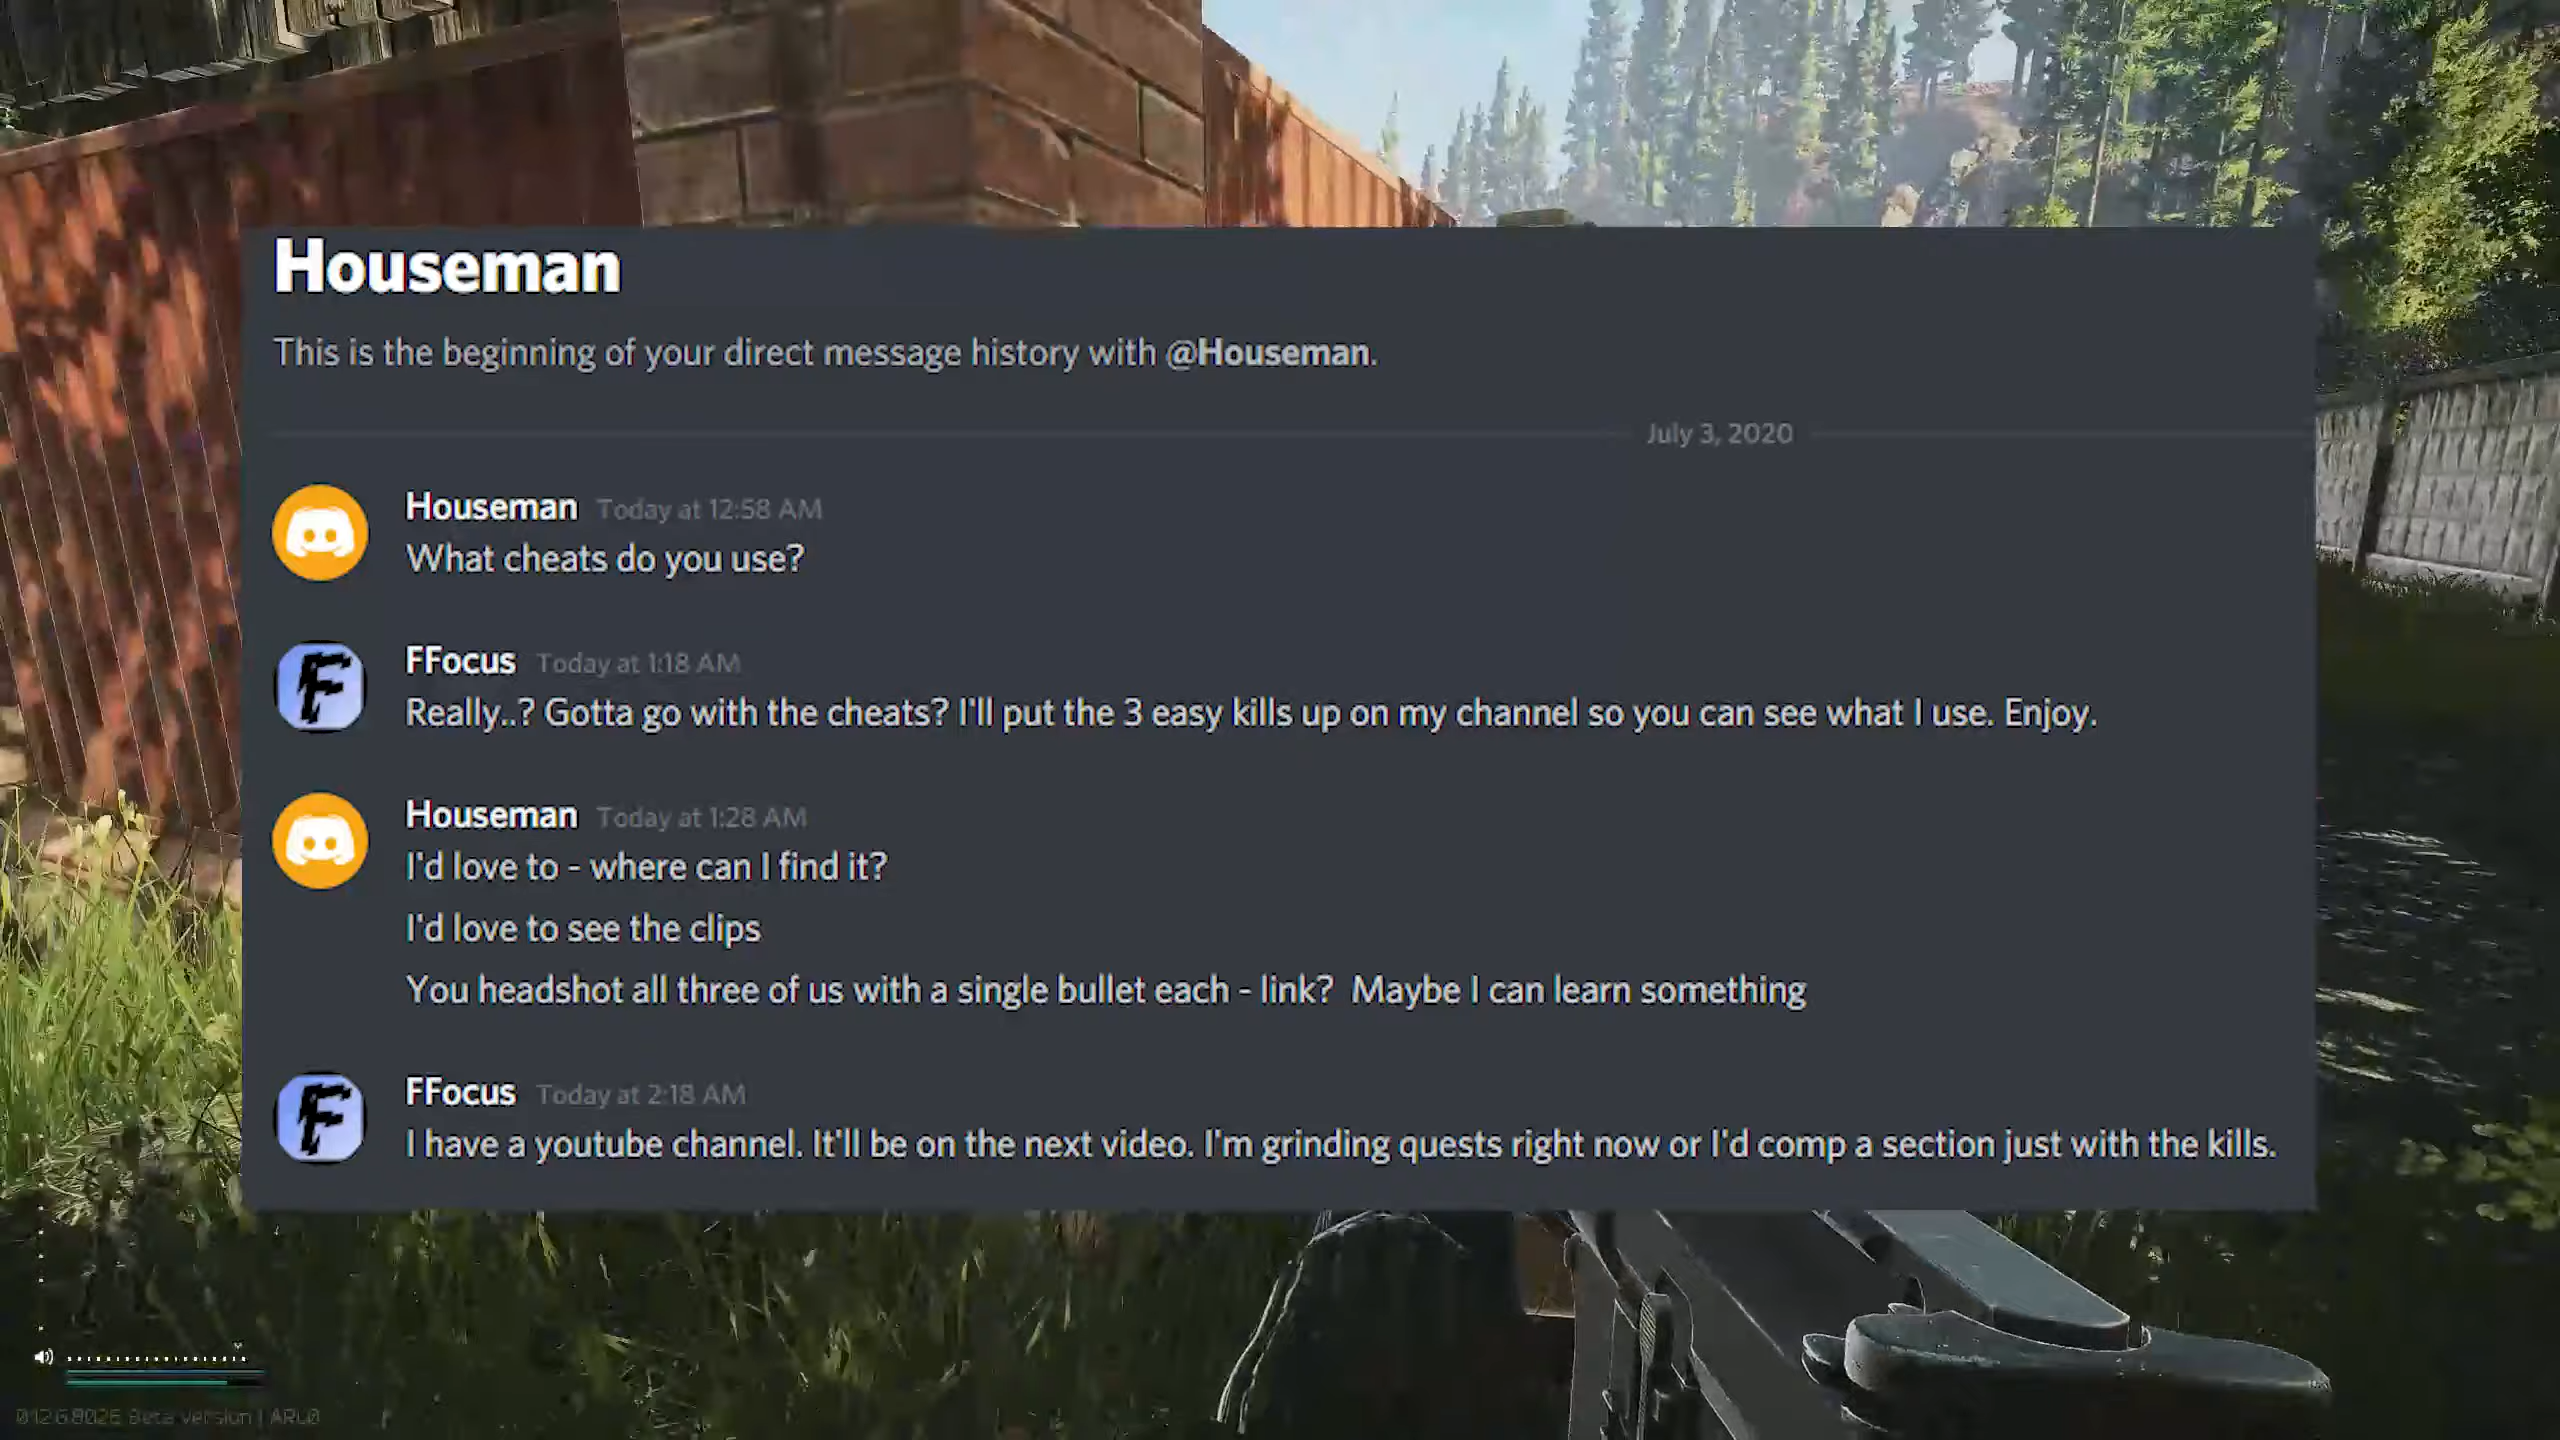 Houseman
This is the beginning of your direct message history with @Houseman.
July 3, 2020
Houseman Today at 12:58 AM
What cheats do you use?
FFocus Today at 1:18 AM
Really..? Gotta go with the cheats? I'll put the 3 easy kills up on my channel so you can see what I use. Enjoy.
Houseman Today at 1:28 AM
I'd love to - where can I find it?
I'd love to see the clips
You headshot all three of us with a single bullet each - link? Maybe I can learn something
FFocus Today at 2:18 AM
I have a youtube channel. It'll be on the next video. I'm grinding quests right now or I'd comp a section just with the kills.
Beta version |